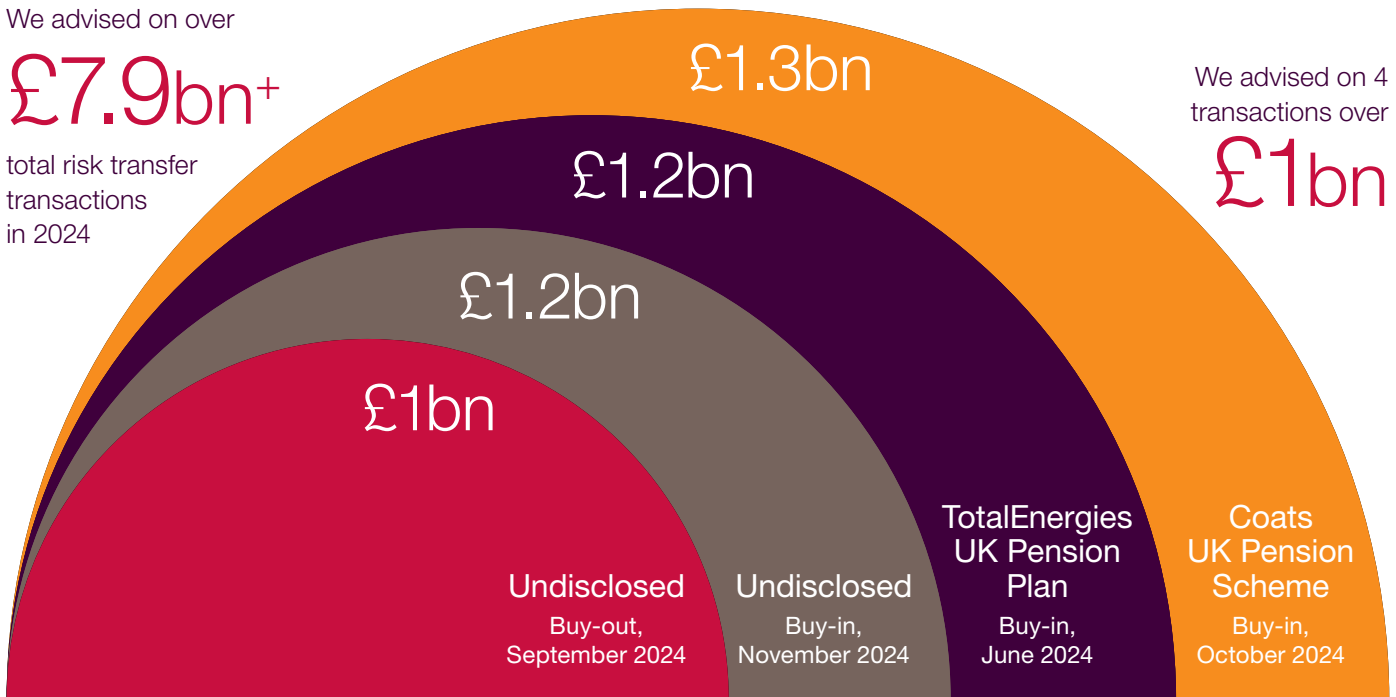 We advised on over
£7.9bn+
total risk transfer
transactions
in 2024
We advised on 4
transactions over
£1bn
£1.3bn
£1.2bn
£1.2bn
£1bn
Undisclosed
Buy-out,
September 2024
Undisclosed
Buy-in,
November 2024
TotalEnergies
UK Pension
Plan
Buy-in,
June 2024
Coats
UK Pension
Scheme
Buy-in,
October 2024